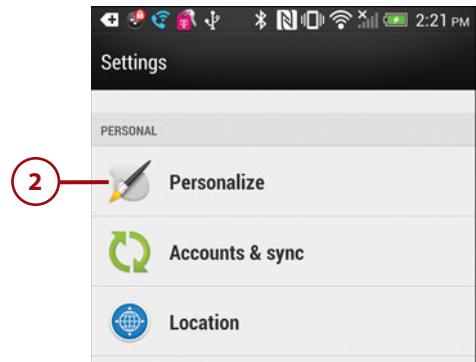 2:21 PM
Settings
PERSONAL
2
Personalize
Accounts & sync
Location